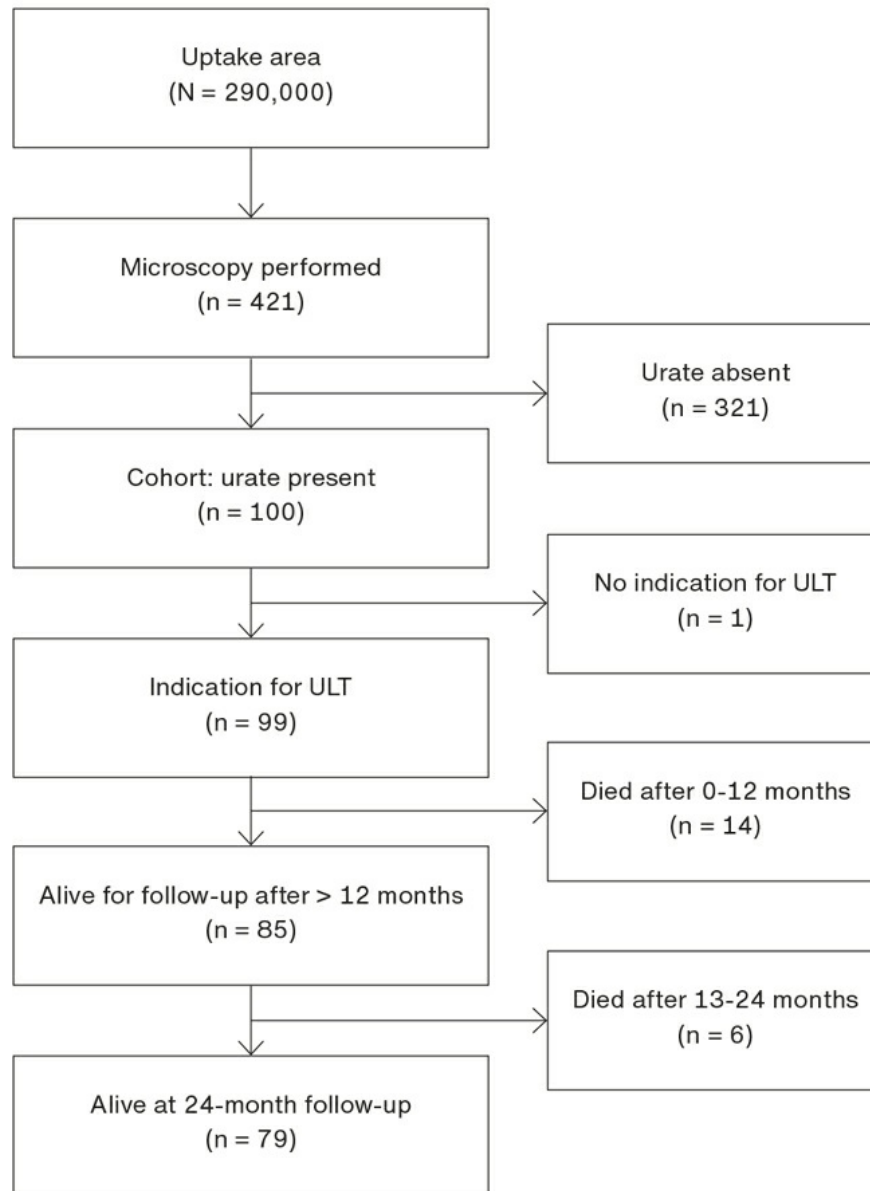 Uptake area
(N = 290,000)
Microscopy performed
(n = 421)
Urate absent
(n = 321)
Cohort: urate present
(n = 100)
No indication for ULT
(n = 1)
Indication for ULT
(n = 99)
Died after 0-12 months
(n = 14)
Alive for follow-up after > 12 months
(n = 85)
Died after 13-24 months
(n = 6)
Alive at 24-month follow-up
(n = 79)